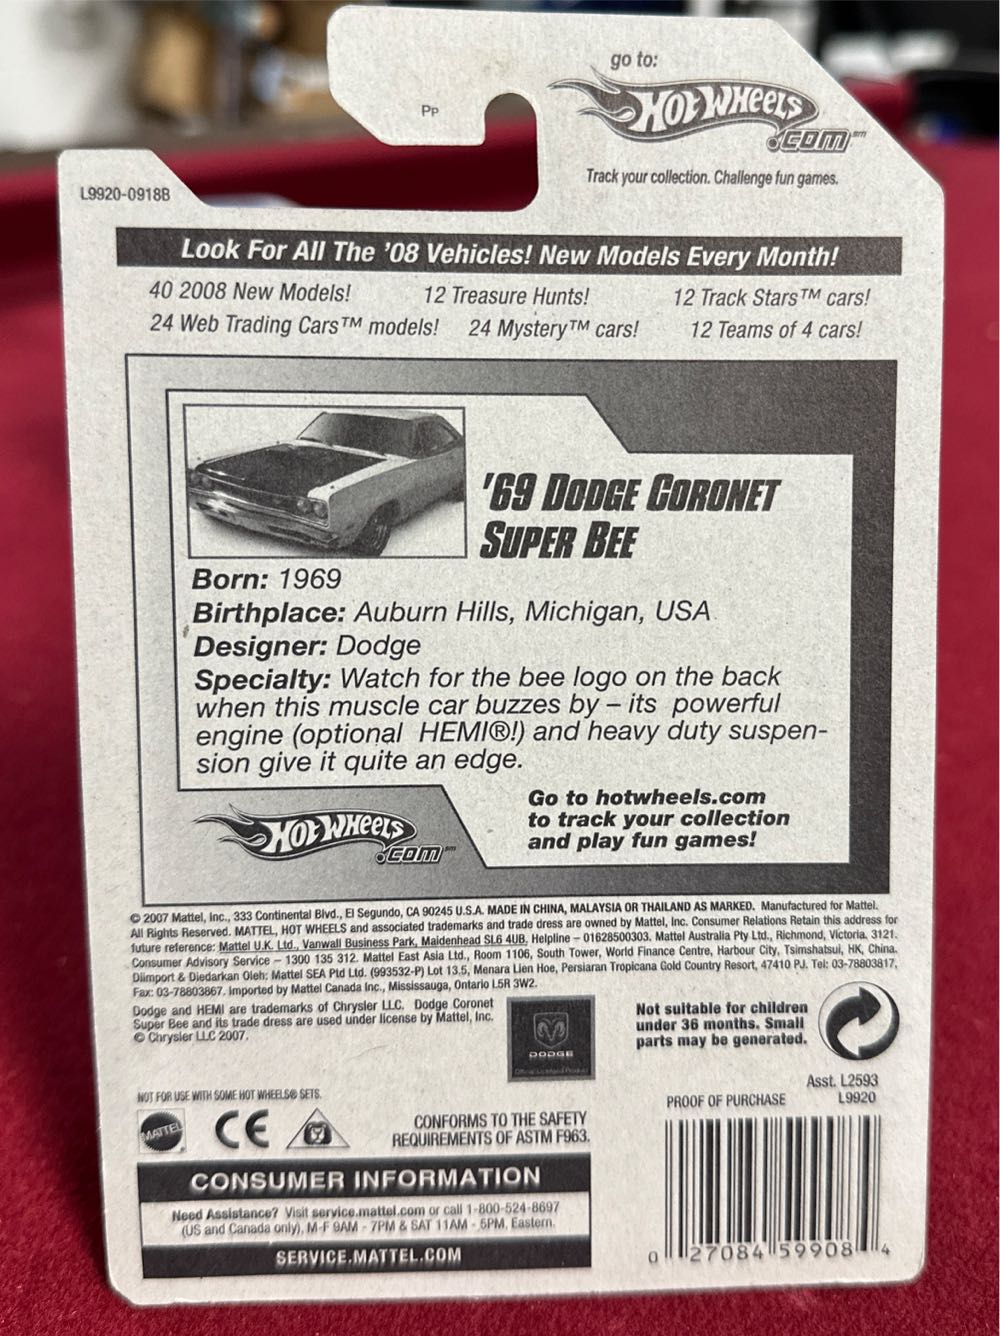 go to:
HOT WHEELS
.COM℠
Pp
Track your collection. Challenge fun games.
L9920-0918B
Look For All The '08 Vehicles! New Models Every Month!
40 2008 New Models! 12 Treasure Hunts! 12 Track Stars™ cars!
24 Web Trading Cars™ models! 24 Mystery™ cars! 12 Teams of 4 cars!
'69 DODGE CORONET
SUPER BEE
Born: 1969
Birthplace: Auburn Hills, Michigan, USA
Designer: Dodge
Specialty: Watch for the bee logo on the back
when this muscle car buzzes by – its powerful
engine (optional HEMI®!) and heavy duty suspen-
sion give it quite an edge.
HOT WHEELS
.COM℠
Go to hotwheels.com
to track your collection
and play fun games!
© 2007 Mattel, Inc., 333 Continental Blvd., El Segundo, CA 90245 U.S.A. MADE IN CHINA, MALAYSIA OR THAILAND AS MARKED. Manufactured for Mattel.
All Rights Reserved. MATTEL, HOT WHEELS and associated trademarks and trade dress are owned by Mattel, Inc. Consumer Relations Retain this address for
future reference: Mattel U.K. Ltd., Vanwall Business Park, Maidenhead SL6 4UB. Helpline – 01628500303. Mattel Australia Pty Ltd., Richmond, Victoria. 3121.
Consumer Advisory Service – 1300 135 312. Mattel East Asia Ltd., Room 1106, South Tower, World Finance Centre, Harbour City, Tsimshatsui, HK, China.
Diimport & Diedarkan Oleh: Mattel SEA Ptd Ltd. (993532-P) Lot 13.5, Menara Lien Hoe, Persiaran Tropicana Gold Country Resort, 47410 PJ. Tel: 03-78803817,
Fax: 03-78803867. Imported by Mattel Canada Inc., Mississauga, Ontario L5R 3W2.
Dodge and HEMI are trademarks of Chrysler LLC. Dodge Coronet
Super Bee and its trade dress are used under license by Mattel, Inc.
© Chrysler LLC 2007.
DODGE
Official Licensed Product
Not suitable for children
under 36 months. Small
parts may be generated.
Asst. L2593
PROOF OF PURCHASE L9920
NOT FOR USE WITH SOME HOT WHEELS® SETS.
MATTEL
CE
CONFORMS TO THE SAFETY
REQUIREMENTS OF ASTM F963.
CONSUMER INFORMATION
Need Assistance? Visit service.mattel.com or call 1-800-524-8697
(US and Canada only), M-F 9AM - 7PM & SAT 11AM - 5PM, Eastern.
SERVICE.MATTEL.COM
0 27084 59908 4